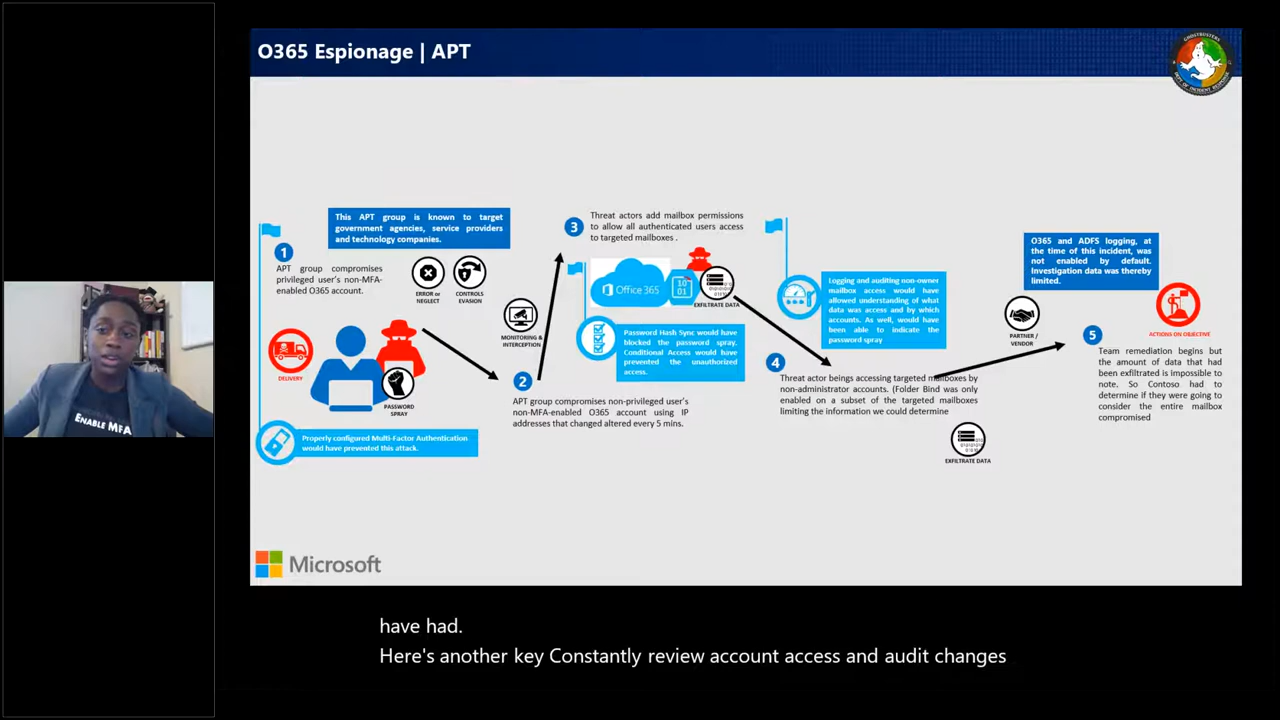 O365 Espionage | APT
GHOSTBUSTERS
This APT group is known to target
government agencies, service providers
and technology companies.
1
APT group compromises
privileged user's non-MFA-
enabled O365 account.
ERROR or
NEGLECT
CONTROLS
EVASION
DELIVERY
PASSWORD
SPRAY
Properly configured Multi-Factor Authentication
would have prevented this attack.
MONITORING &
INTERCEPTION
2
APT group compromises non-privileged user's
non-MFA-enabled O365 account using IP
addresses that changed altered every 5 mins.
3
Threat actors add mailbox permissions
to allow all authenticated users access
to targeted mailboxes .
Office 365
10
01
EXFILTRATE DATA
Password Hash Sync would have
blocked the password spray.
Conditional Access would have
prevented the unauthorized
access.
Logging and auditing non-owner
mailbox access would have
allowed understanding of what
data was access and by which
accounts. As well, would have
been able to indicate the
password spray
4
Threat actor beings accessing targeted mailboxes by
non-administrator accounts. (Folder Bind was only
enabled on a subset of the targeted mailboxes
limiting the information we could determine
EXFILTRATE DATA
O365 and ADFS logging, at
the time of this incident, was
not enabled by default.
Investigation data was thereby
limited.
PARTNER /
VENDOR
ACTIONS ON OBJECTIVE
5
Team remediation begins but
the amount of data that had
been exfiltrated is impossible to
note. So Contoso had to
determine if they were going to
consider the entire mailbox
compromised
ENABLE MFA
Microsoft
have had.
Here's another key Constantly review account access and audit changes